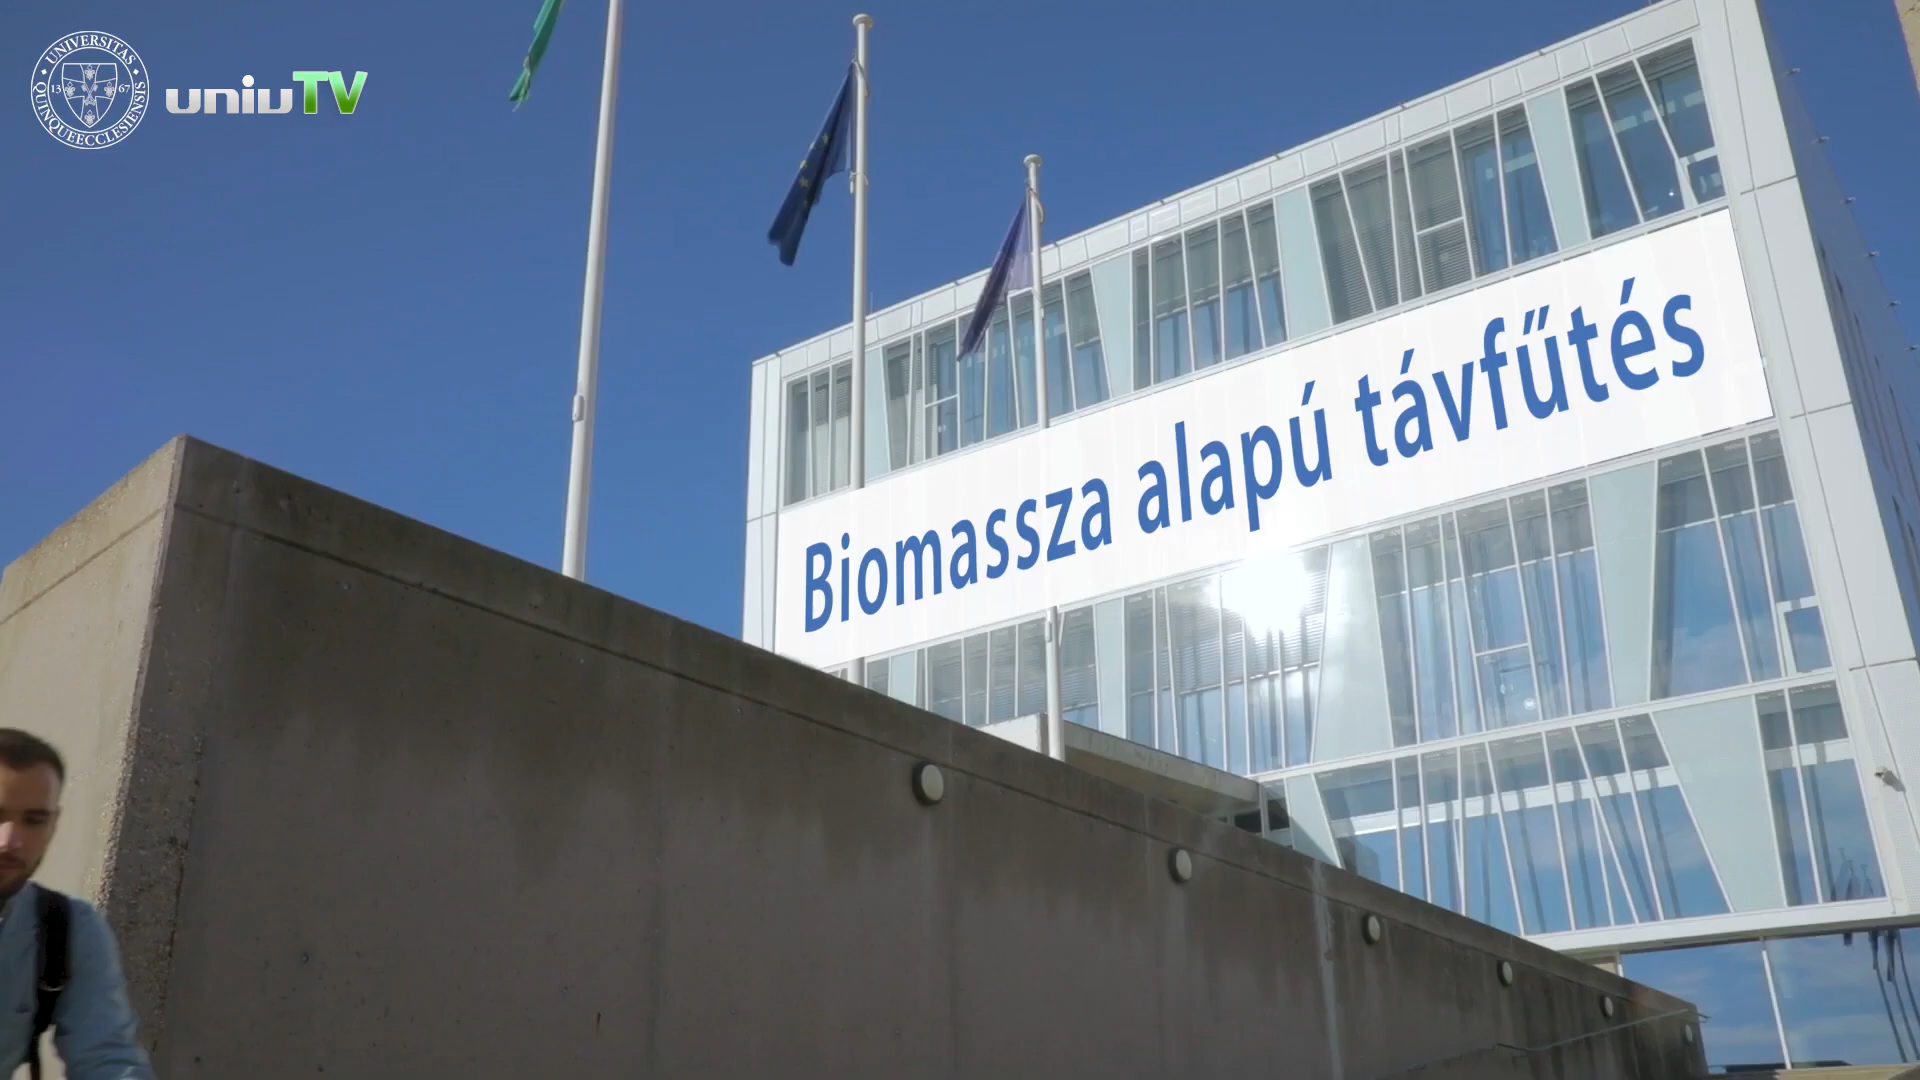 UNIVERSITAS QUINQUEECCLESIENSIS
13 67
univTV
Biomassza alapú távfűtés